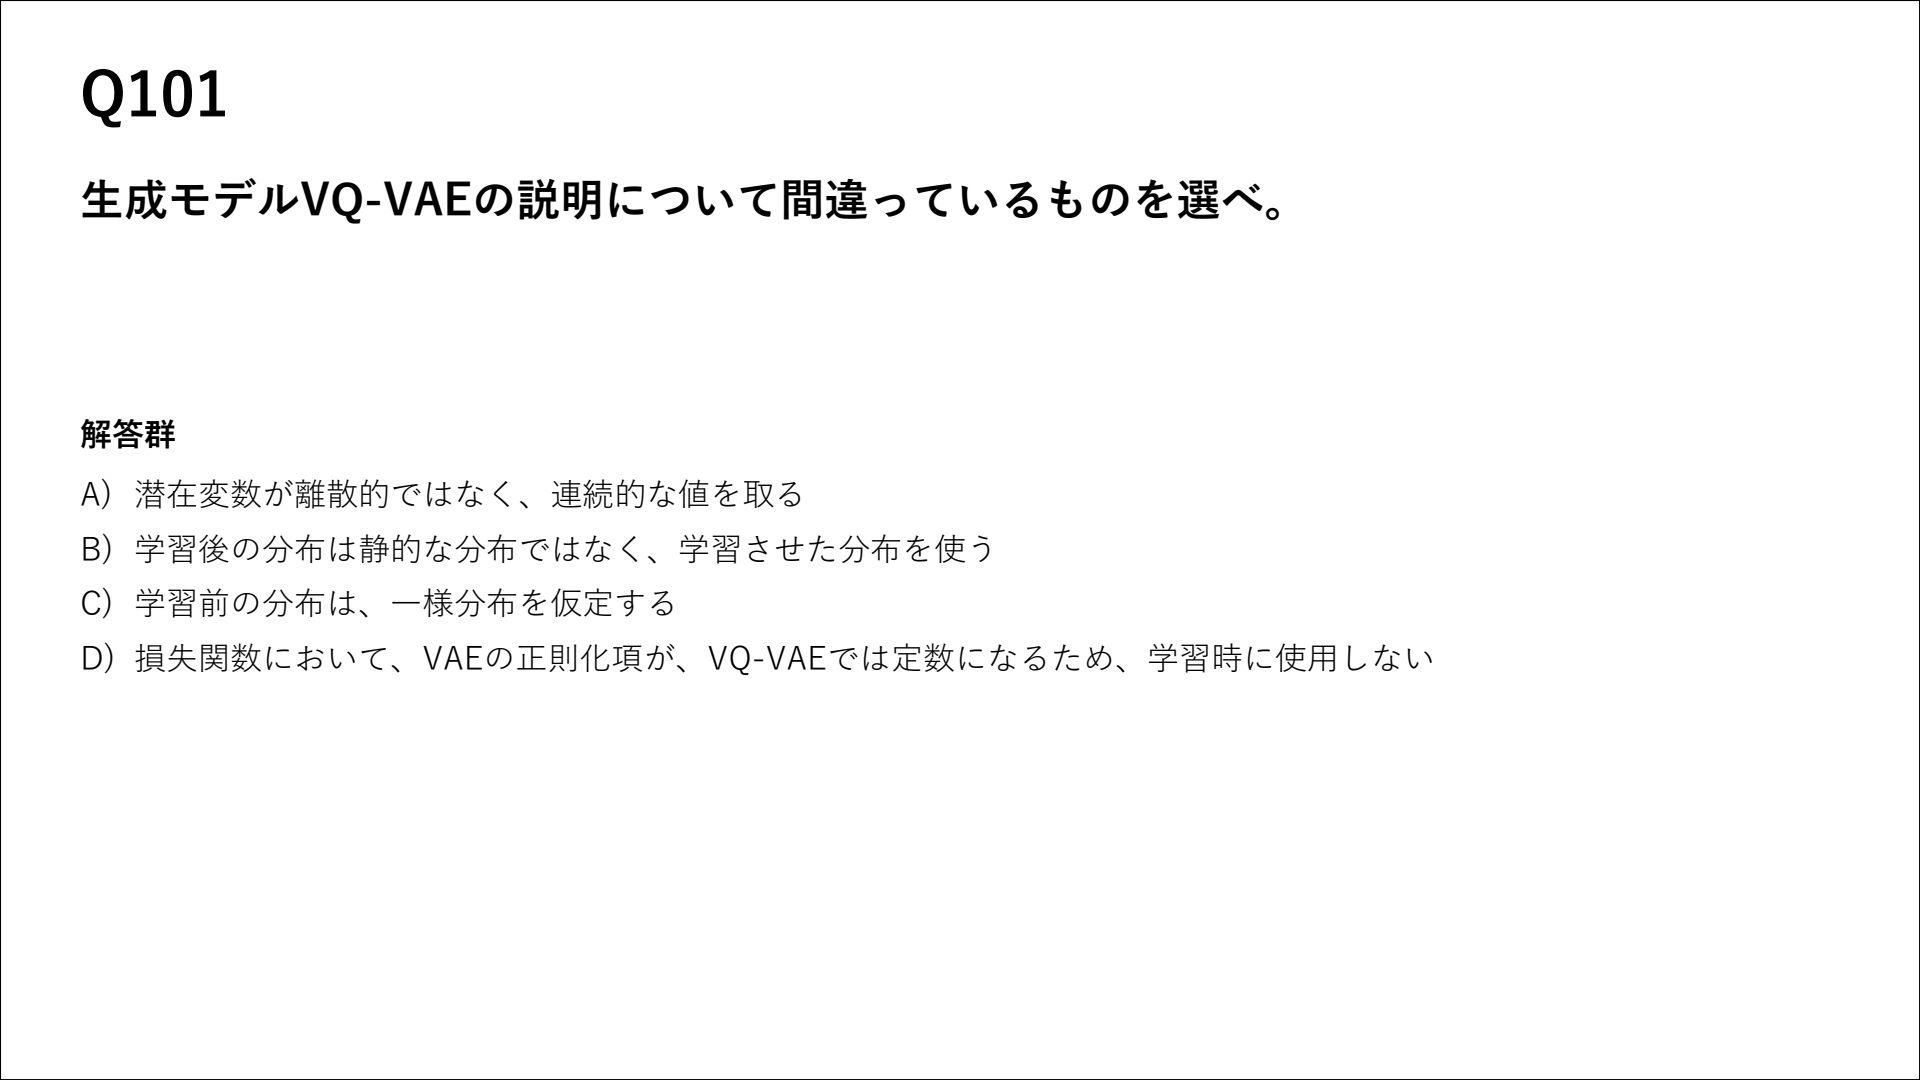 Q101
生成モデルVQ-VAEの説明について間違っているものを選べ。
解答群
A）潜在変数が離散的ではなく、連続的な値を取る
B）学習後の分布は静的な分布ではなく、学習させた分布を使う
C）学習前の分布は、一様分布を仮定する
D）損失関数において、VAEの正則化項が、VQ-VAEでは定数になるため、学習時に使用しない